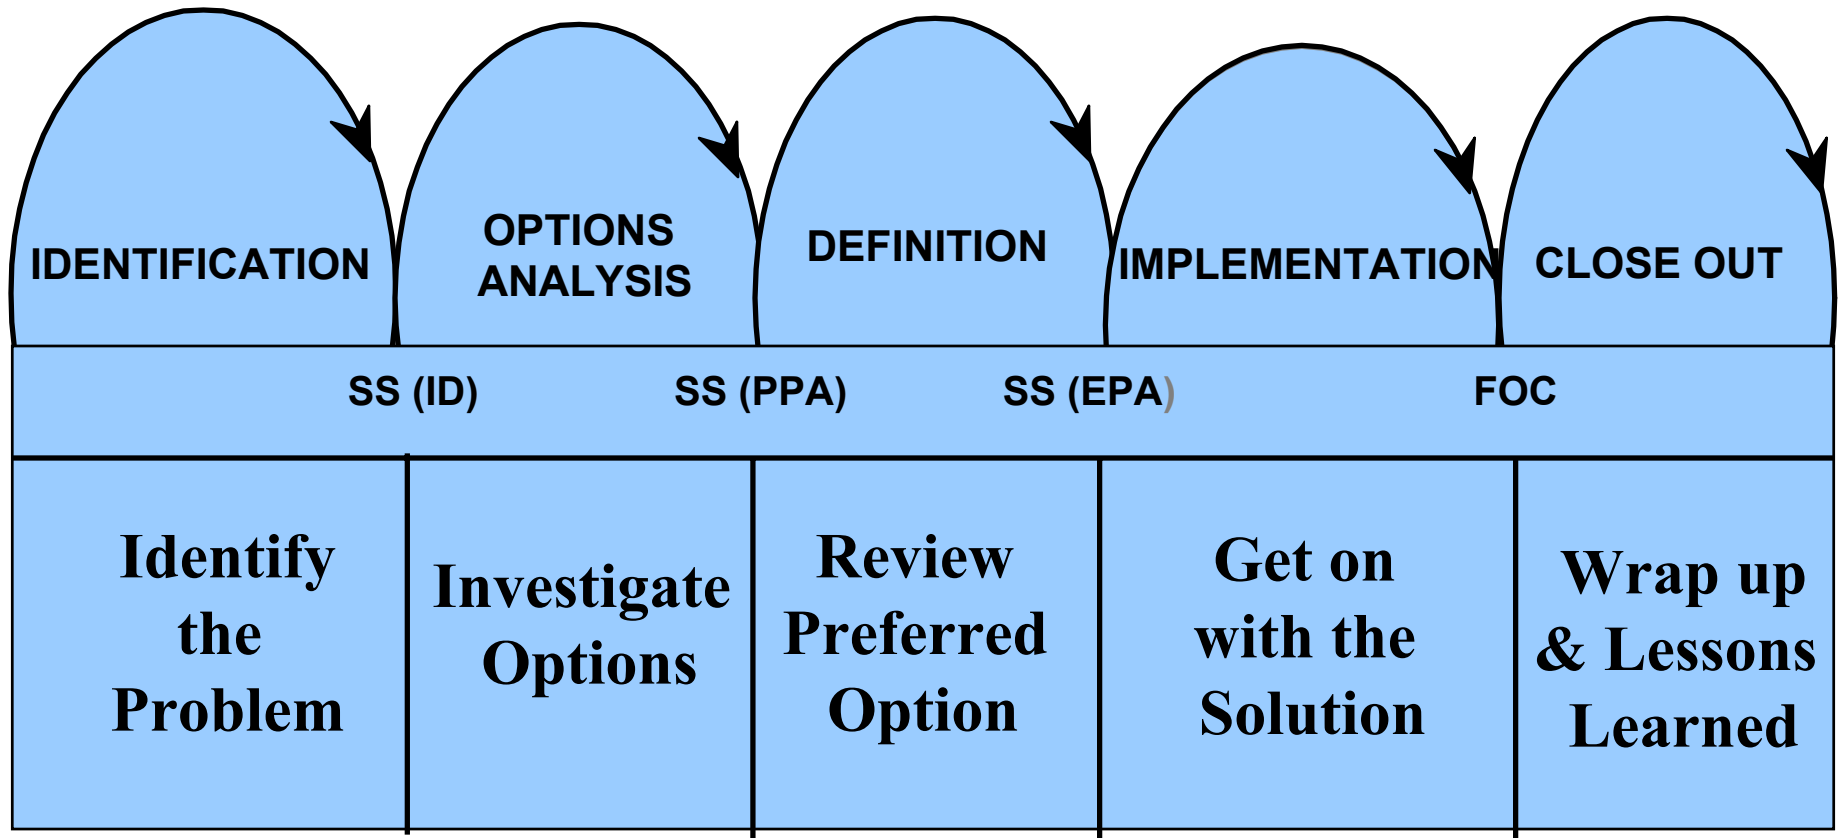 IDENTIFICATION
OPTIONS
ANALYSIS
DEFINITION
IMPLEMENTATION
CLOSE OUT
SS (ID)
SS (PPA)
SS (EPA)
FOC
Identify
the
Problem
Investigate
Options
Review
Preferred
Option
Get on
with the
Solution
Wrap up
& Lessons
Learned